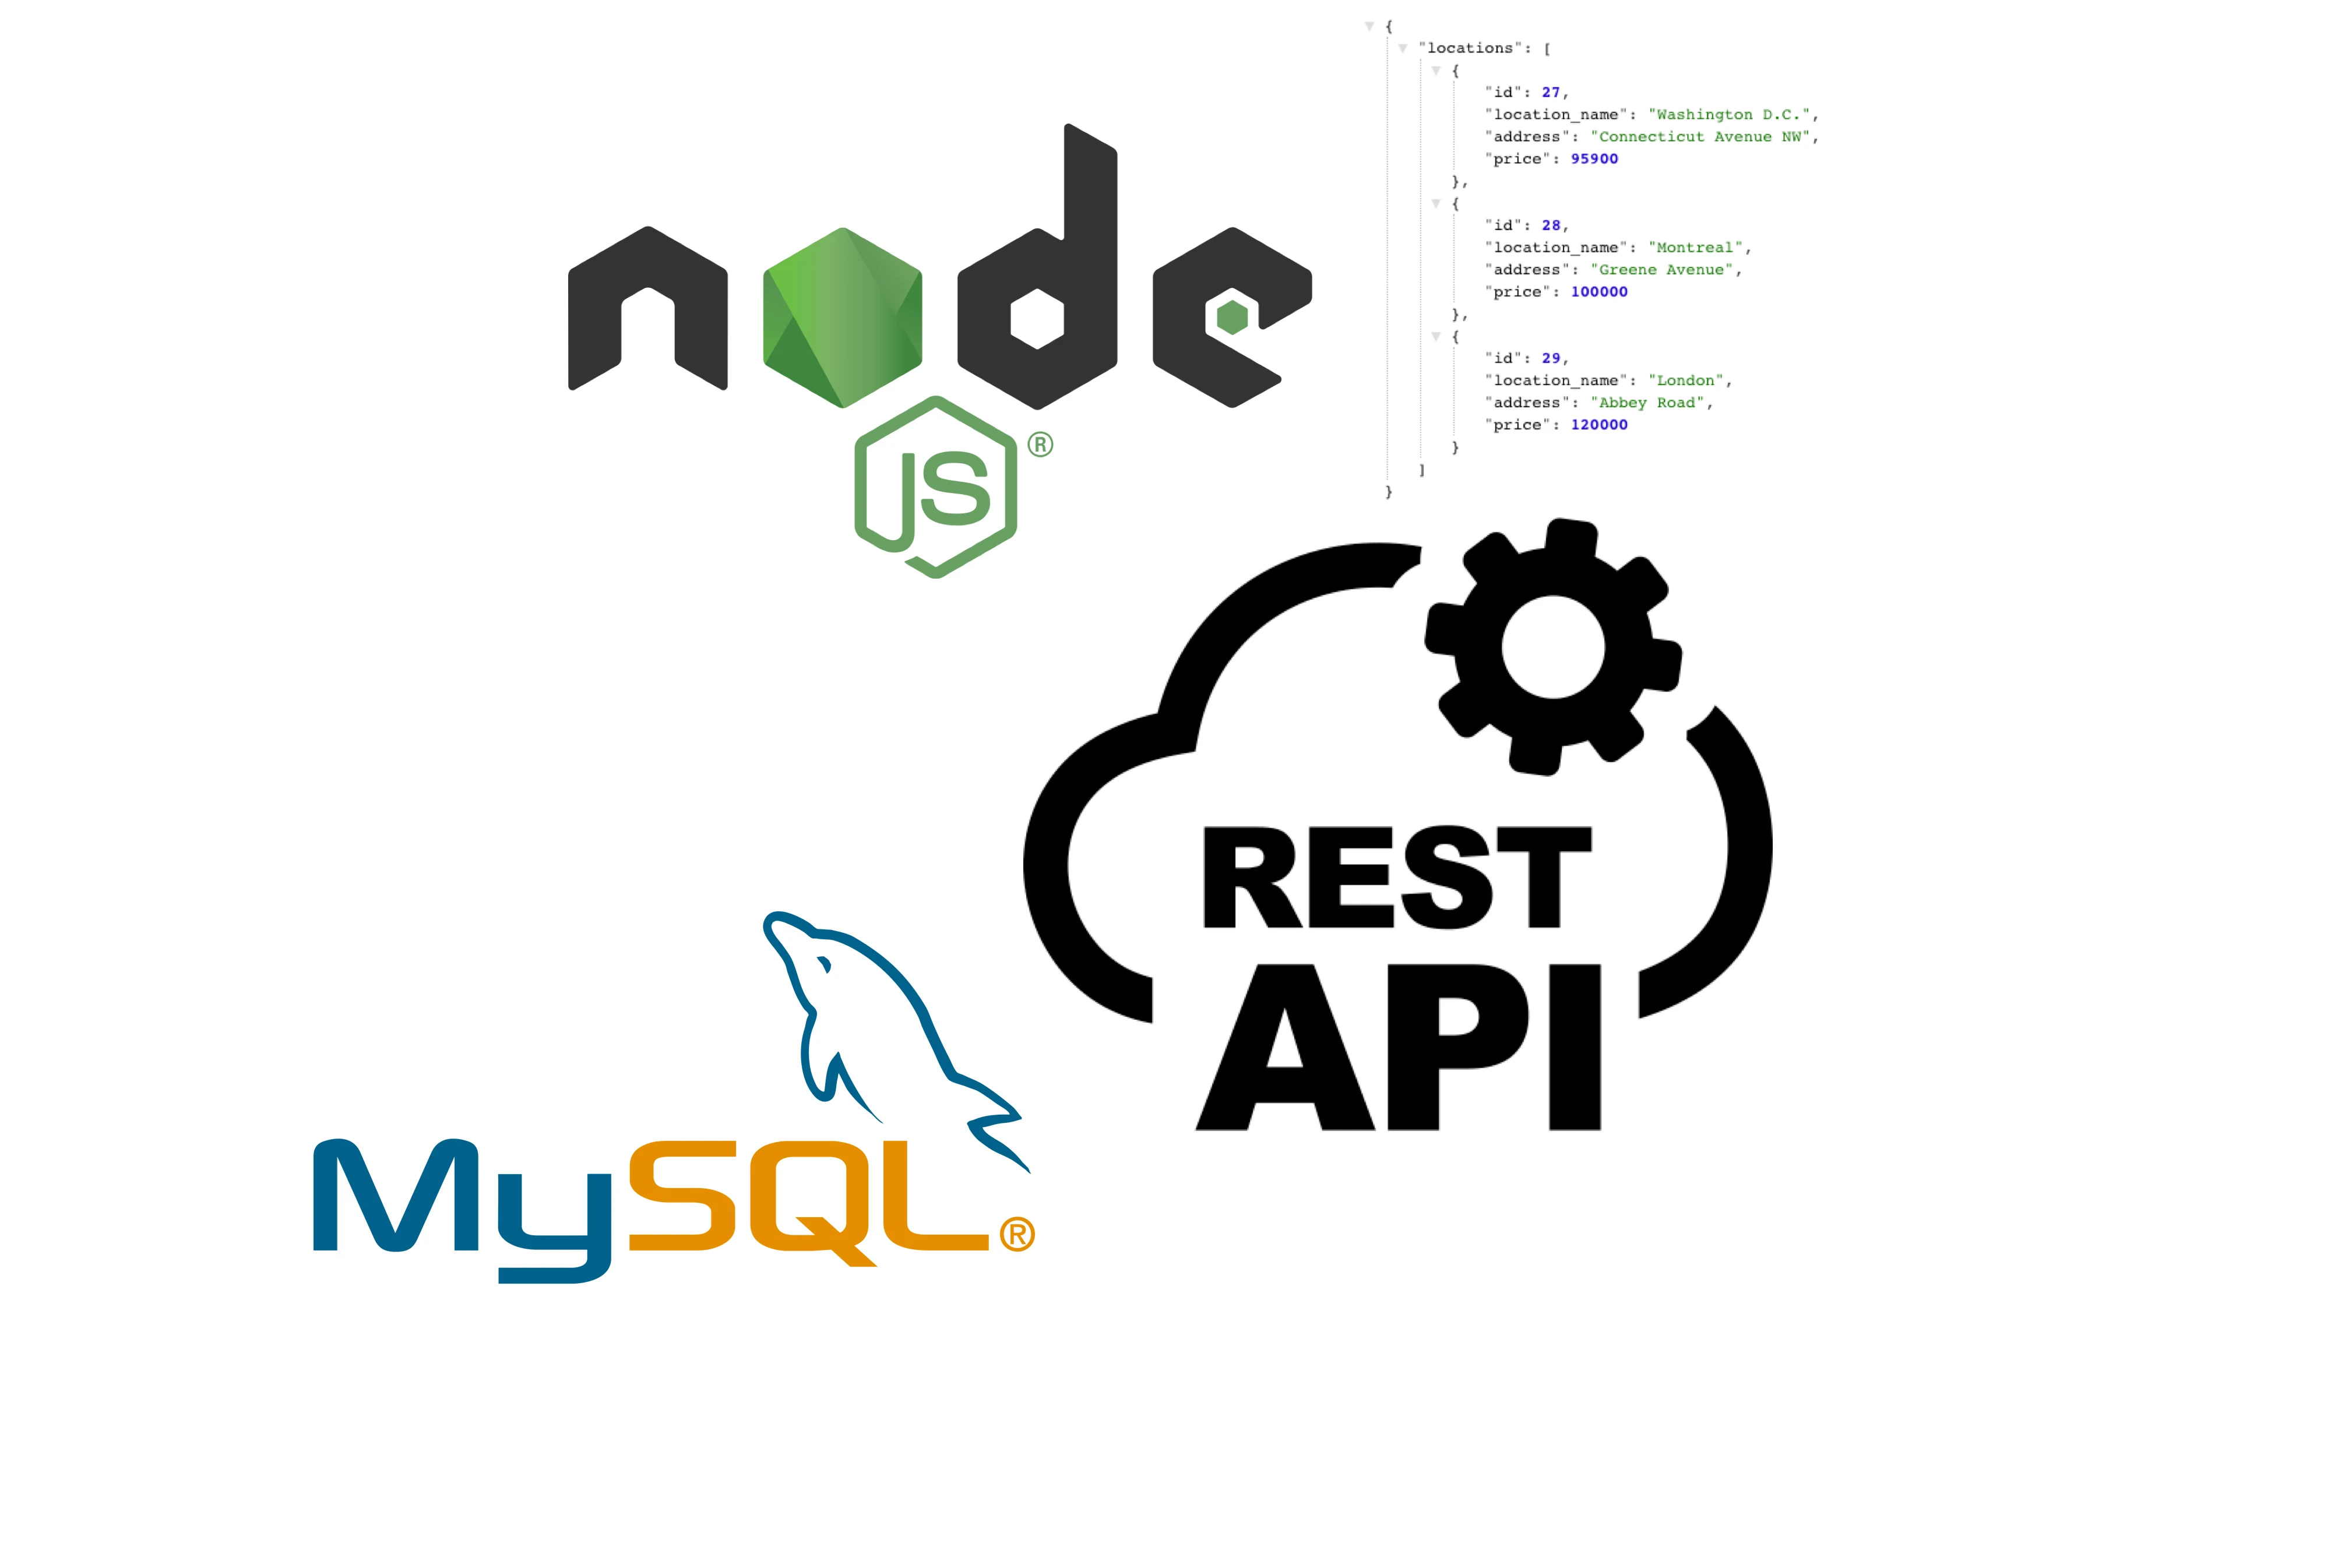 node
JS ®
{
"locations": [
{
"id": 27,
"location_name": "Washington D.C.",
"address": "Connecticut Avenue NW",
"price": 95900
},
{
"id": 28,
"location_name": "Montreal",
"address": "Greene Avenue",
"price": 100000
},
{
"id": 29,
"location_name": "London",
"address": "Abbey Road",
"price": 120000
}
]
}
REST
API
MySQL®